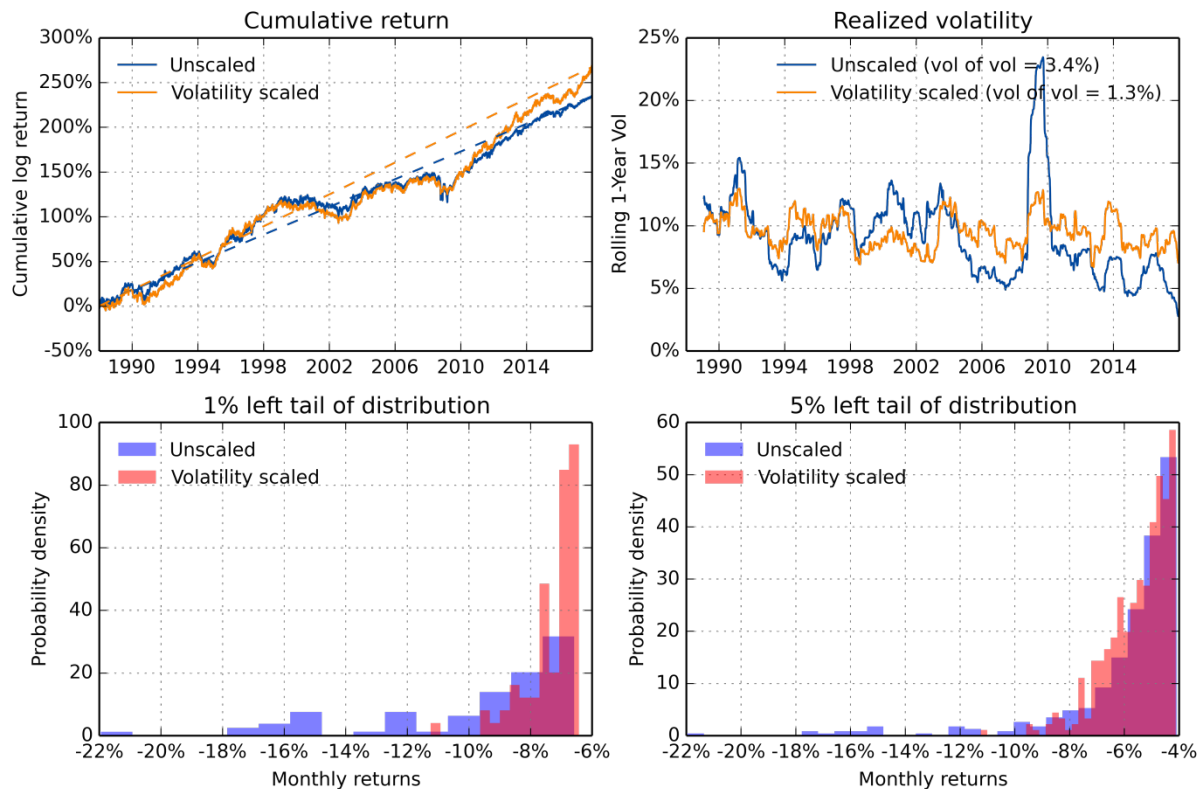 Cumulative return
300%
250%
200%
150%
100%
50%
0%
-50%
Cumulative log return
Unscaled
Volatility scaled
1990 1994 1998 2002 2006 2010 2014
Realized volatility
25%
20%
15%
10%
5%
0%
Rolling 1-Year Vol
Unscaled (vol of vol = 3.4%)
Volatility scaled (vol of vol = 1.3%)
1990 1994 1998 2002 2006 2010 2014
1% left tail of distribution
100
80
60
40
20
0
Probability density
Unscaled
Volatility scaled
-22% -20% -18% -16% -14% -12% -10% -8% -6%
Monthly returns
5% left tail of distribution
60
50
40
30
20
10
0
Probability density
Unscaled
Volatility scaled
-22% -20% -18% -16% -14% -12% -10% -8% -6% -4%
Monthly returns